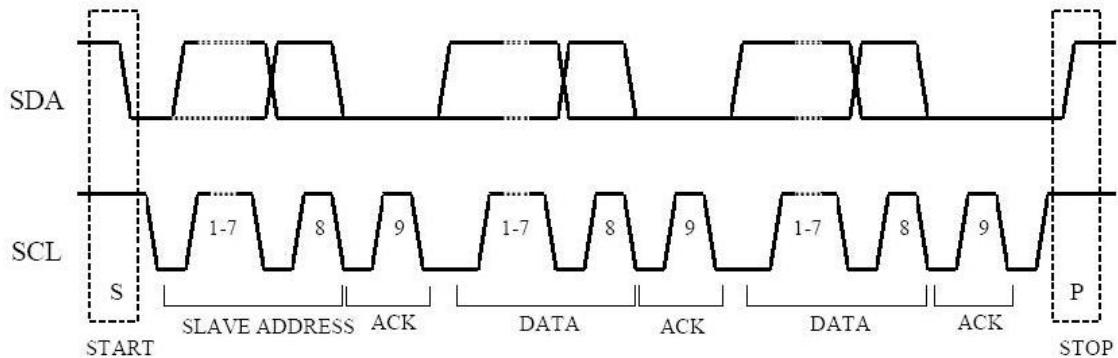 SDA
SCL
1-7 8 9 1-7 8 9 1-7 8 9
S P
SLAVE ADDRESS ACK DATA ACK DATA ACK
START STOP